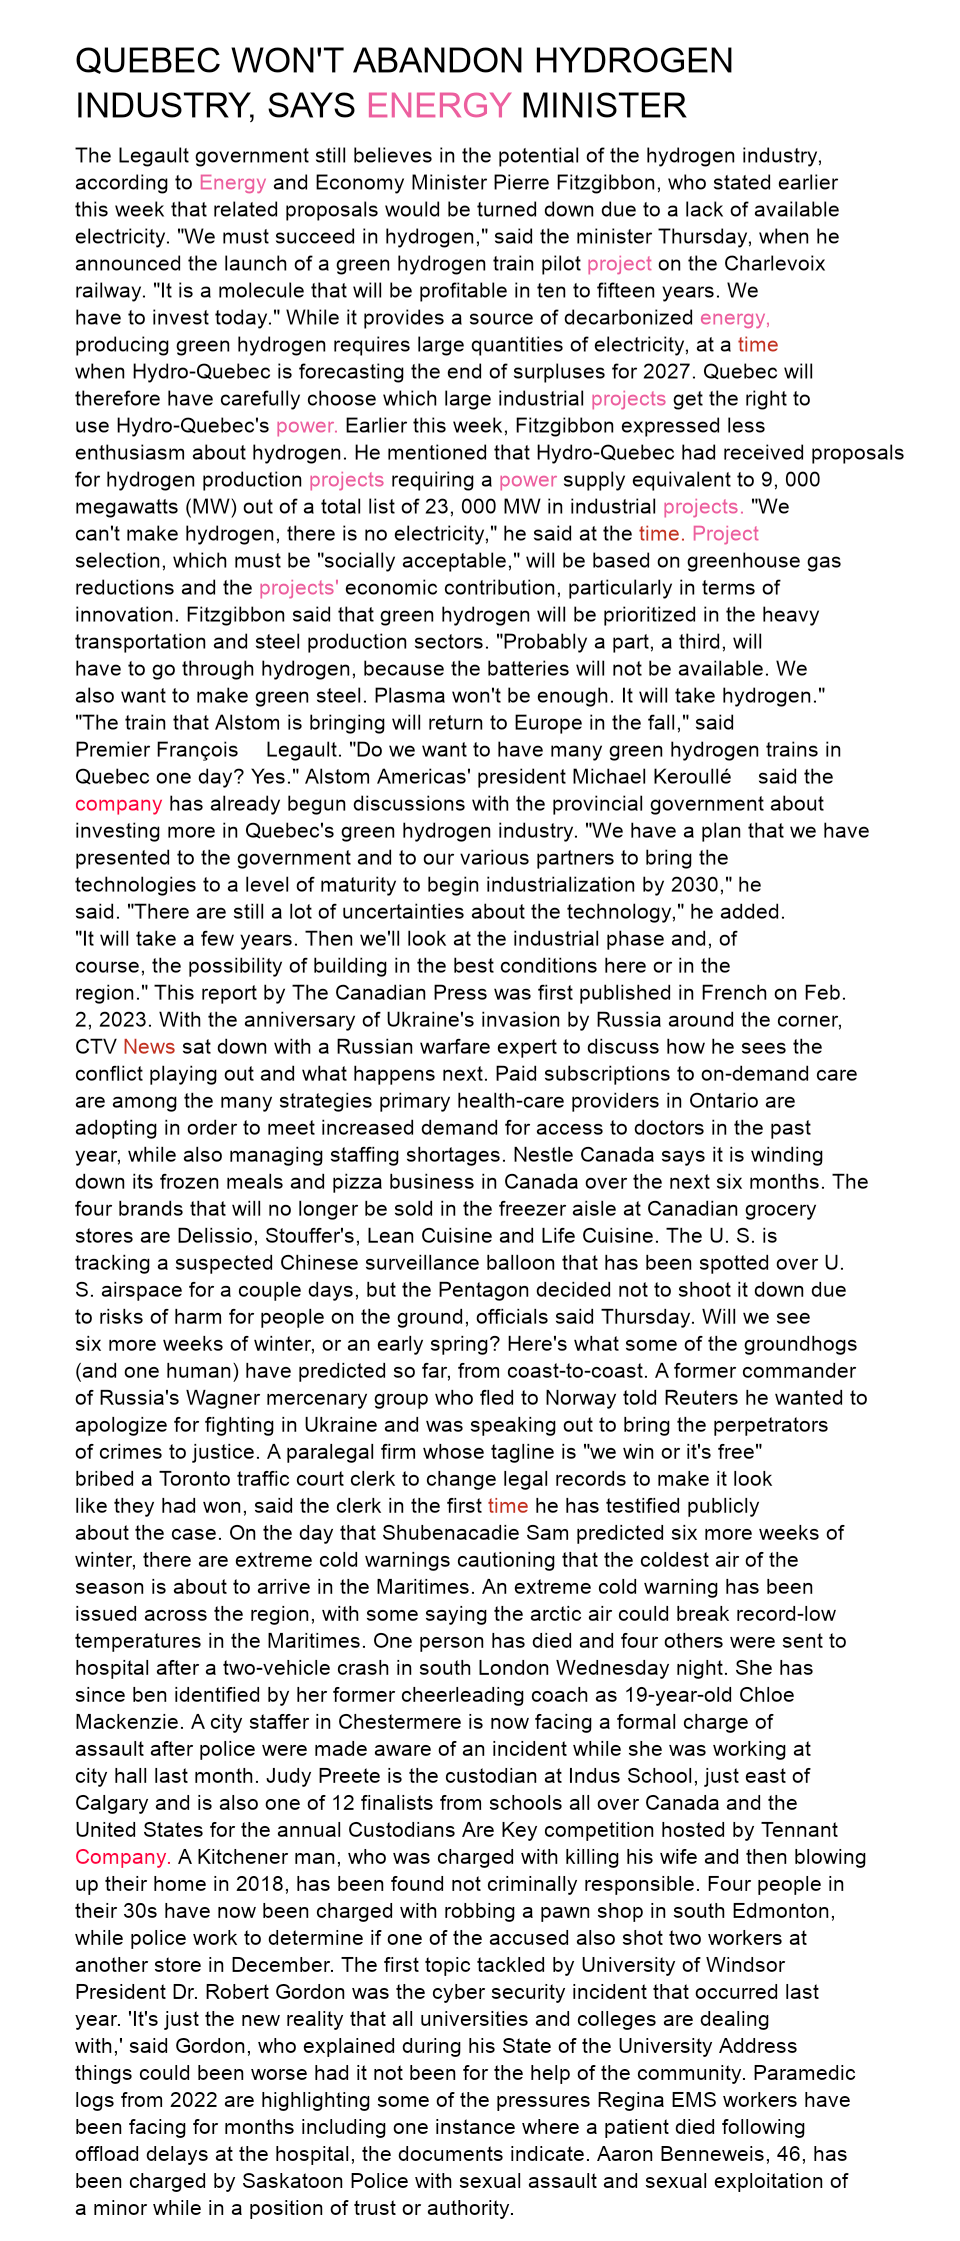 QUEBEC WON'T ABANDON HYDROGEN
INDUSTRY, SAYS ENERGY MINISTER
The Legault government still believes in the potential of the hydrogen industry,
according to Energy and Economy Minister Pierre Fitzgibbon, who stated earlier
this week that related proposals would be turned down due to a lack of available
electricity. "We must succeed in hydrogen," said the minister Thursday, when he
announced the launch of a green hydrogen train pilot project on the Charlevoix
railway. "It is a molecule that will be profitable in ten to fifteen years. We
have to invest today." While it provides a source of decarbonized energy,
producing green hydrogen requires large quantities of electricity, at a time
when Hydro-Quebec is forecasting the end of surpluses for 2027. Quebec will
therefore have carefully choose which large industrial projects get the right to
use Hydro-Quebec's power. Earlier this week, Fitzgibbon expressed less
enthusiasm about hydrogen. He mentioned that Hydro-Quebec had received proposals
for hydrogen production projects requiring a power supply equivalent to 9, 000
megawatts (MW) out of a total list of 23, 000 MW in industrial projects. "We
can't make hydrogen, there is no electricity," he said at the time. Project
selection, which must be "socially acceptable," will be based on greenhouse gas
reductions and the projects' economic contribution, particularly in terms of
innovation. Fitzgibbon said that green hydrogen will be prioritized in the heavy
transportation and steel production sectors. "Probably a part, a third, will
have to go through hydrogen, because the batteries will not be available. We
also want to make green steel. Plasma won't be enough. It will take hydrogen."
"The train that Alstom is bringing will return to Europe in the fall," said
Premier François Legault. "Do we want to have many green hydrogen trains in
Quebec one day? Yes." Alstom Americas' president Michael Keroullé said the
company has already begun discussions with the provincial government about
investing more in Quebec's green hydrogen industry. "We have a plan that we have
presented to the government and to our various partners to bring the
technologies to a level of maturity to begin industrialization by 2030," he
said. "There are still a lot of uncertainties about the technology," he added.
"It will take a few years. Then we'll look at the industrial phase and, of
course, the possibility of building in the best conditions here or in the
region." This report by The Canadian Press was first published in French on Feb.
2, 2023. With the anniversary of Ukraine's invasion by Russia around the corner,
CTV News sat down with a Russian warfare expert to discuss how he sees the
conflict playing out and what happens next. Paid subscriptions to on-demand care
are among the many strategies primary health-care providers in Ontario are
adopting in order to meet increased demand for access to doctors in the past
year, while also managing staffing shortages. Nestle Canada says it is winding
down its frozen meals and pizza business in Canada over the next six months. The
four brands that will no longer be sold in the freezer aisle at Canadian grocery
stores are Delissio, Stouffer's, Lean Cuisine and Life Cuisine. The U. S. is
tracking a suspected Chinese surveillance balloon that has been spotted over U.
S. airspace for a couple days, but the Pentagon decided not to shoot it down due
to risks of harm for people on the ground, officials said Thursday. Will we see
six more weeks of winter, or an early spring? Here's what some of the groundhogs
(and one human) have predicted so far, from coast-to-coast. A former commander
of Russia's Wagner mercenary group who fled to Norway told Reuters he wanted to
apologize for fighting in Ukraine and was speaking out to bring the perpetrators
of crimes to justice. A paralegal firm whose tagline is "we win or it's free"
bribed a Toronto traffic court clerk to change legal records to make it look
like they had won, said the clerk in the first time he has testified publicly
about the case. On the day that Shubenacadie Sam predicted six more weeks of
winter, there are extreme cold warnings cautioning that the coldest air of the
season is about to arrive in the Maritimes. An extreme cold warning has been
issued across the region, with some saying the arctic air could break record-low
temperatures in the Maritimes. One person has died and four others were sent to
hospital after a two-vehicle crash in south London Wednesday night. She has
since ben identified by her former cheerleading coach as 19-year-old Chloe
Mackenzie. A city staffer in Chestermere is now facing a formal charge of
assault after police were made aware of an incident while she was working at
city hall last month. Judy Preete is the custodian at Indus School, just east of
Calgary and is also one of 12 finalists from schools all over Canada and the
United States for the annual Custodians Are Key competition hosted by Tennant
Company. A Kitchener man, who was charged with killing his wife and then blowing
up their home in 2018, has been found not criminally responsible. Four people in
their 30s have now been charged with robbing a pawn shop in south Edmonton,
while police work to determine if one of the accused also shot two workers at
another store in December. The first topic tackled by University of Windsor
President Dr. Robert Gordon was the cyber security incident that occurred last
year. 'It's just the new reality that all universities and colleges are dealing
with,' said Gordon, who explained during his State of the University Address
things could been worse had it not been for the help of the community. Paramedic
logs from 2022 are highlighting some of the pressures Regina EMS workers have
been facing for months including one instance where a patient died following
offload delays at the hospital, the documents indicate. Aaron Benneweis, 46, has
been charged by Saskatoon Police with sexual assault and sexual exploitation of
a minor while in a position of trust or authority.